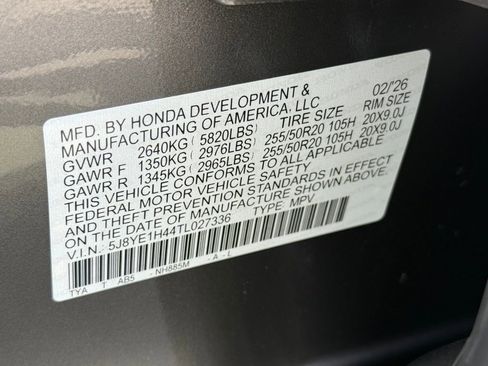 MFD. BY HONDA DEVELOPMENT & 02/'26
MANUFACTURING OF AMERICA, LLC
TIRE SIZE RIM SIZE
GVWR 2640KG ( 5820LBS)
GAWR F 1350KG ( 2976LBS) 255/50R20 105H 20X9.0J
GAWR R 1345KG ( 2965LBS) 255/50R20 105H 20X9.0J
THIS VEHICLE CONFORMS TO ALL APPLICABLE
FEDERAL MOTOR VEHICLE SAFETY STANDARDS IN EFFECT
ON THE DATE OF MANUFACTURE SHOWN ABOVE.
V.I.N.: 5J8YE1H44TL027336 TYPE: MPV
TYA T AB5 - NH885M - A - L